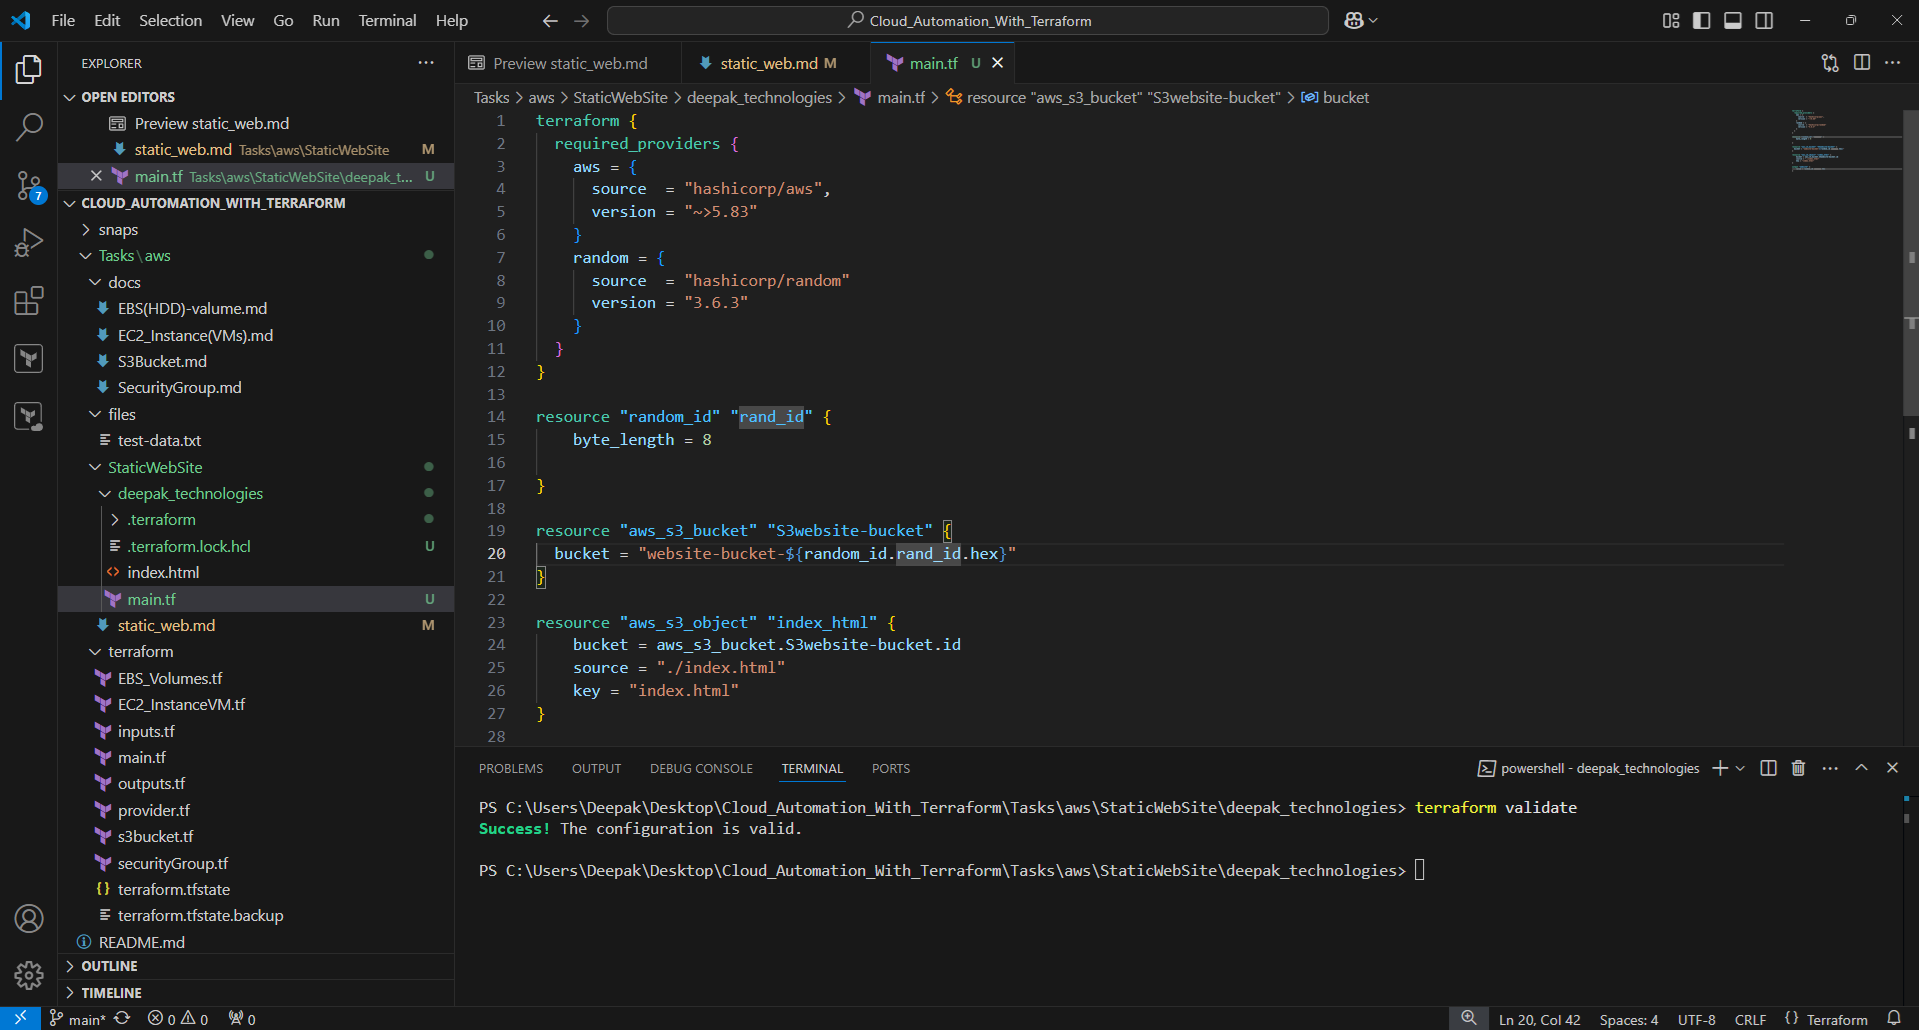 File Edit Selection View Go Run Terminal Help
Cloud_Automation_With_Terraform
EXPLORER
OPEN EDITORS
Preview static_web.md
static_web.md Tasks\aws\StaticWebSite M
main.tf Tasks\aws\StaticWebSite\deepak_t... U
CLOUD_AUTOMATION_WITH_TERRAFORM
snaps
Tasks\aws
docs
EBS(HDD)-valume.md
EC2_Instance(VMs).md
S3Bucket.md
SecurityGroup.md
files
test-data.txt
StaticWebSite
deepak_technologies
.terraform
.terraform.lock.hcl U
index.html
main.tf U
static_web.md M
terraform
EBS_Volumes.tf
EC2_InstanceVM.tf
inputs.tf
main.tf
outputs.tf
provider.tf
s3bucket.tf
securityGroup.tf
terraform.tfstate
terraform.tfstate.backup
README.md
OUTLINE
TIMELINE
7
Preview static_web.md static_web.md M main.tf U
Tasks > aws > StaticWebSite > deepak_technologies > main.tf > resource "aws_s3_bucket" "S3website-bucket" > bucket
1 terraform {
2 required_providers {
3 aws = {
4 source = "hashicorp/aws",
5 version = "~>5.83"
6 }
7 random = {
8 source = "hashicorp/random"
9 version = "3.6.3"
10 }
11 }
12 }
13
14 resource "random_id" "rand_id" {
15 byte_length = 8
16
17 }
18
19 resource "aws_s3_bucket" "S3website-bucket" {
20 bucket = "website-bucket-${random_id.rand_id.hex}"
21 }
22
23 resource "aws_s3_object" "index_html" {
24 bucket = aws_s3_bucket.S3website-bucket.id
25 source = "./index.html"
26 key = "index.html"
27 }
28
PROBLEMS OUTPUT DEBUG CONSOLE TERMINAL PORTS
powershell - deepak_technologies
PS C:\Users\Deepak\Desktop\Cloud_Automation_With_Terraform\Tasks\aws\StaticWebSite\deepak_technologies> terraform validate
Success! The configuration is valid.
PS C:\Users\Deepak\Desktop\Cloud_Automation_With_Terraform\Tasks\aws\StaticWebSite\deepak_technologies>
main* 0 0 0 Ln 20, Col 42 Spaces: 4 UTF-8 CRLF {} Terraform